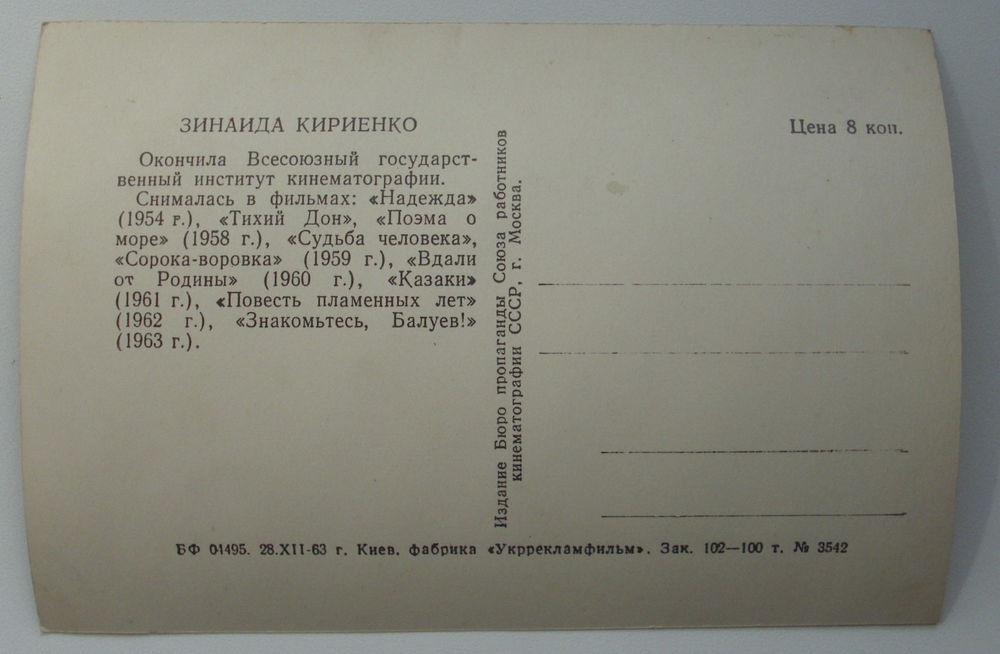 ЗИНАИДА КИРИЕНКО
Окончила Всесоюзный государст-
венный институт кинематографии.
Снималась в фильмах: «Надежда»
(1954 г.), «Тихий Дон», «Поэма о
море» (1958 г.), «Судьба человека»,
«Сорока-воровка» (1959 г.), «Вдали
от Родины» (1960 г.), «Казаки»
(1961 г.), «Повесть пламенных лет»
(1962 г.), «Знакомьтесь, Балуев!»
(1963 г.).
Издание Бюро пропаганды Союза работников
кинематографии СССР, г. Москва.
Цена 8 коп.
БФ 04495. 28.XII-63 г. Киев. фабрика «Укррекламфильм». Зак. 102—100 т. № 3542